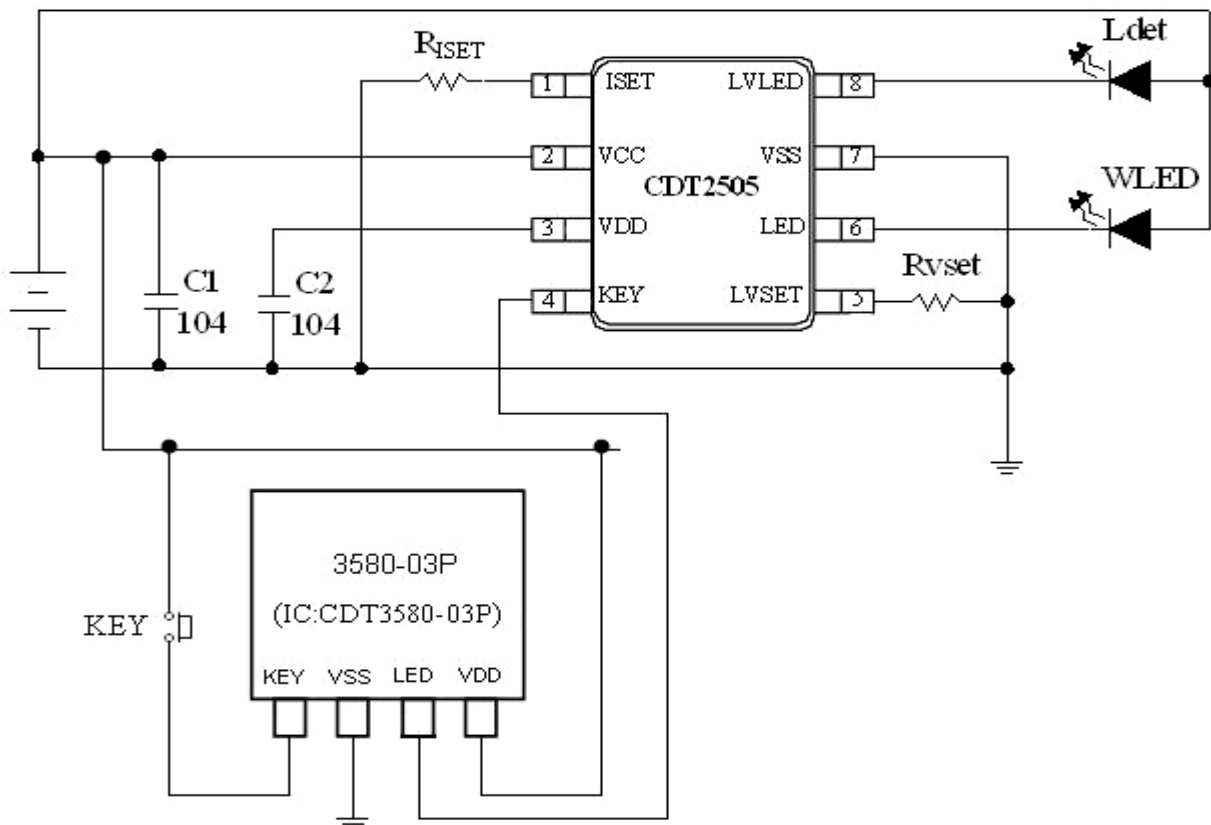 Ldet
RISET
1 ISET LVLED 8
2 VCC VSS 7
CDT2505
WLED
3 VDD LED 6
Rvset
C1
104
C2
104
4 KEY LVSET 5
3580-03P
(IC:CDT3580-03P)
KEY
KEY VSS LED VDD